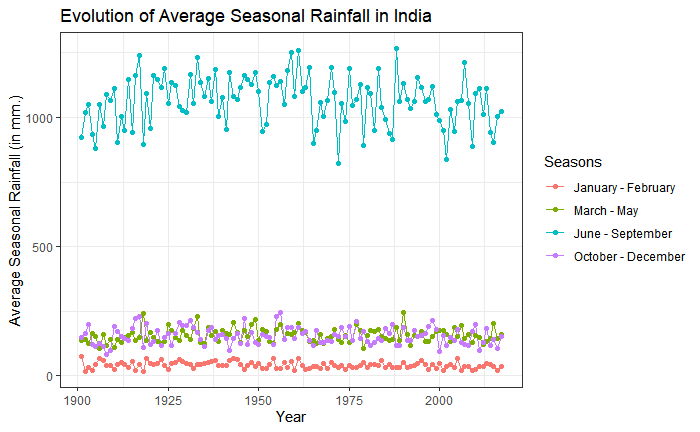 Evolution of Average Seasonal Rainfall in India
Average Seasonal Rainfall (in mm.)
1000
500
0
1900
1925
1950
1975
2000
Year
Seasons
January - February
March - May
June - September
October - December